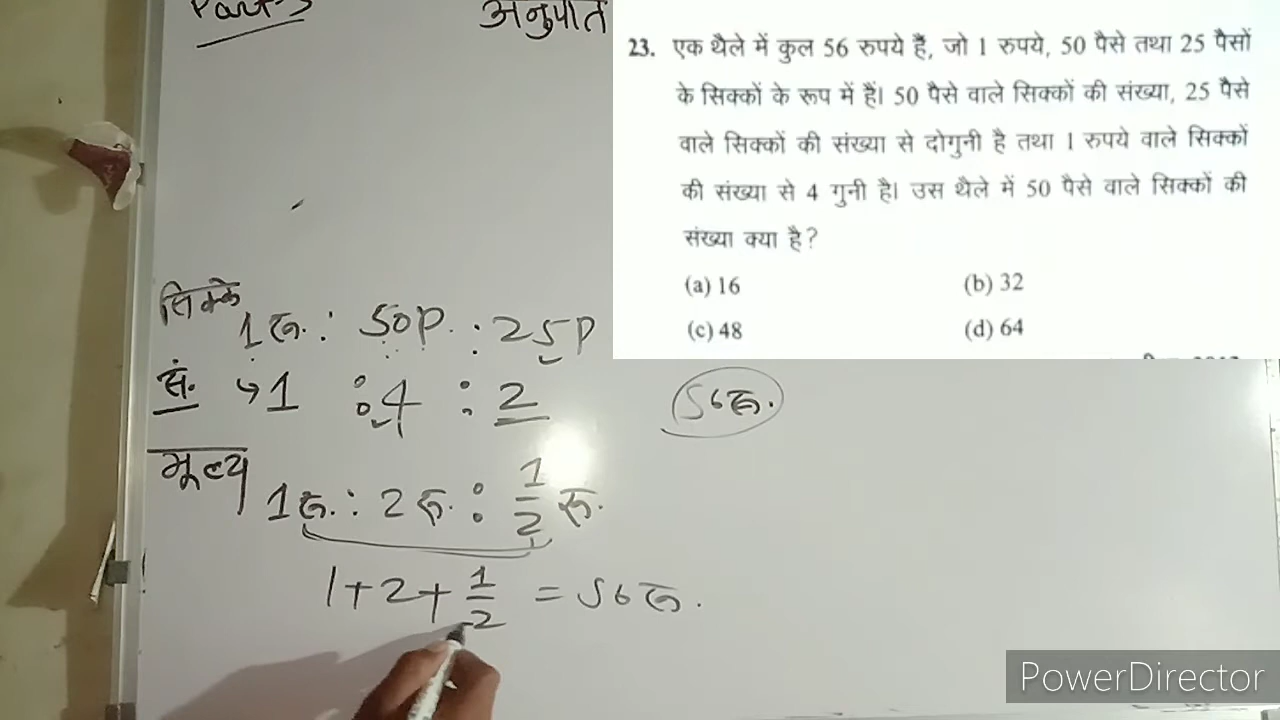 Part-3 अनुपात
23. एक थैले में कुल 56 रुपये हैं, जो 1 रुपये, 50 पैसे तथा 25 पैसों
के सिक्कों के रूप में हैं। 50 पैसे वाले सिक्कों की संख्या, 25 पैसे
वाले सिक्कों की संख्या से दोगुनी है तथा 1 रुपये वाले सिक्कों
की संख्या से 4 गुनी है। उस थैले में 50 पैसे वाले सिक्कों की
संख्या क्या है?
(a) 16 (b) 32
(c) 48 (d) 64
सिक्के
1रु. : 50P. : 25P
सं. → 1 : 4 : 2
56रु.
मूल्य
1रु. : 2रु. : 1/2 रु.
1+2+1/2 = 56रु.
PowerDirector